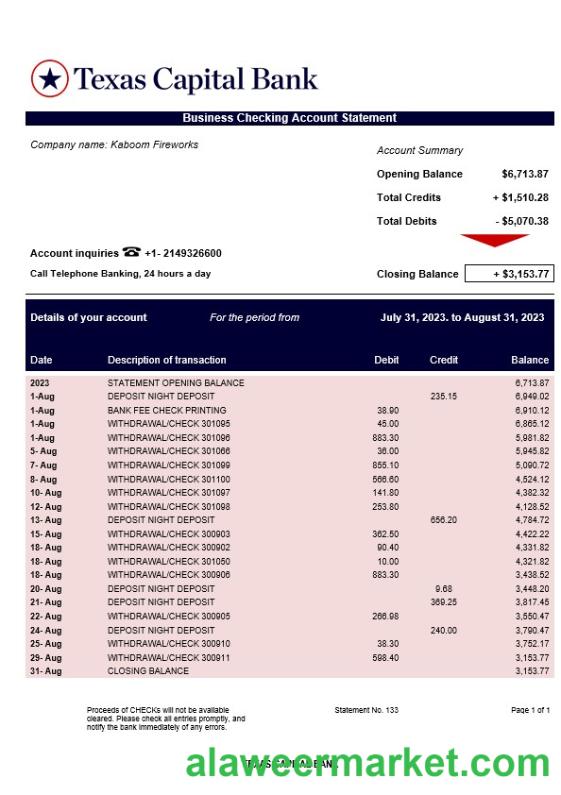 Texas Capital Bank
Business Checking Account Statement
Company name: Kaboom Fireworks
Account Summary
Opening Balance $6,713.87
Total Credits + $1,510.28
Total Debits - $5,070.38
Account inquiries ☎ +1- 2149326600
Call Telephone Banking, 24 hours a day
Closing Balance + $3,153.77
Details of your account For the period from July 31, 2023. to August 31, 2023
Date Description of transaction Debit Credit Balance
2023 STATEMENT OPENING BALANCE 6,713.87
1-Aug DEPOSIT NIGHT DEPOSIT 235.15 6,949.02
1-Aug BANK FEE CHECK PRINTING 38.90 6,910.12
1-Aug WITHDRAWAL/CHECK 301095 45.00 6,865.12
1-Aug WITHDRAWAL/CHECK 301096 883.30 5,981.82
5- Aug WITHDRAWAL/CHECK 301066 36.00 5,945.82
7- Aug WITHDRAWAL/CHECK 301099 855.10 5,090.72
8- Aug WITHDRAWAL/CHECK 301100 566.60 4,524.12
10- Aug WITHDRAWAL/CHECK 301097 141.80 4,382.32
12- Aug WITHDRAWAL/CHECK 301098 253.80 4,128.52
13- Aug DEPOSIT NIGHT DEPOSIT 656.20 4,784.72
15- Aug WITHDRAWAL/CHECK 300903 362.50 4,422.22
18- Aug WITHDRAWAL/CHECK 300902 90.40 4,331.82
18- Aug WITHDRAWAL/CHECK 301050 10.00 4,321.82
18- Aug WITHDRAWAL/CHECK 300906 883.30 3,438.52
20- Aug DEPOSIT NIGHT DEPOSIT 9.68 3,448.20
21- Aug DEPOSIT NIGHT DEPOSIT 369.25 3,817.45
22- Aug WITHDRAWAL/CHECK 300905 266.98 3,550.47
24- Aug DEPOSIT NIGHT DEPOSIT 240.00 3,790.47
25- Aug WITHDRAWAL/CHECK 300910 38.30 3,752.17
29- Aug WITHDRAWAL/CHECK 300911 598.40 3,153.77
31- Aug CLOSING BALANCE 3,153.77
Proceeds of CHECKs will not be available Statement No. 133 Page 1 of 1
cleared. Please check all entries promptly, and
notify the bank immediately of any errors.
TEXAS CAPITAL BANK
alaweermarket.com